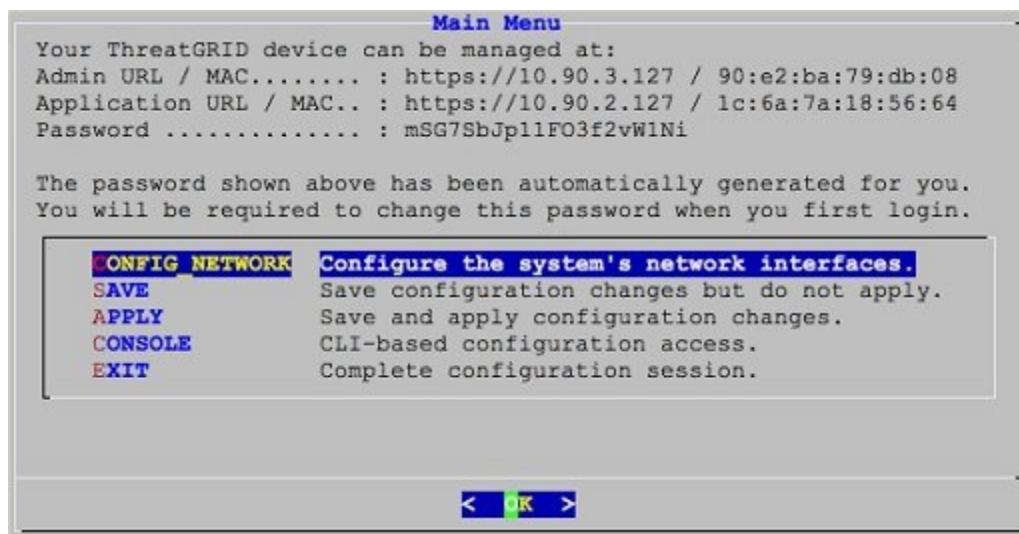 Main Menu
Your ThreatGRID device can be managed at:
Admin URL / MAC........ : https://10.90.3.127 / 90:e2:ba:79:db:08
Application URL / MAC.. : https://10.90.2.127 / 1c:6a:7a:18:56:64
Password .............. : mSG7SbJp11FO3f2vW1Ni
The password shown above has been automatically generated for you.
You will be required to change this password when you first login.
CONFIG_NETWORK Configure the system's network interfaces.
SAVE Save configuration changes but do not apply.
APPLY Save and apply configuration changes.
CONSOLE CLI-based configuration access.
EXIT Complete configuration session.
< OK >